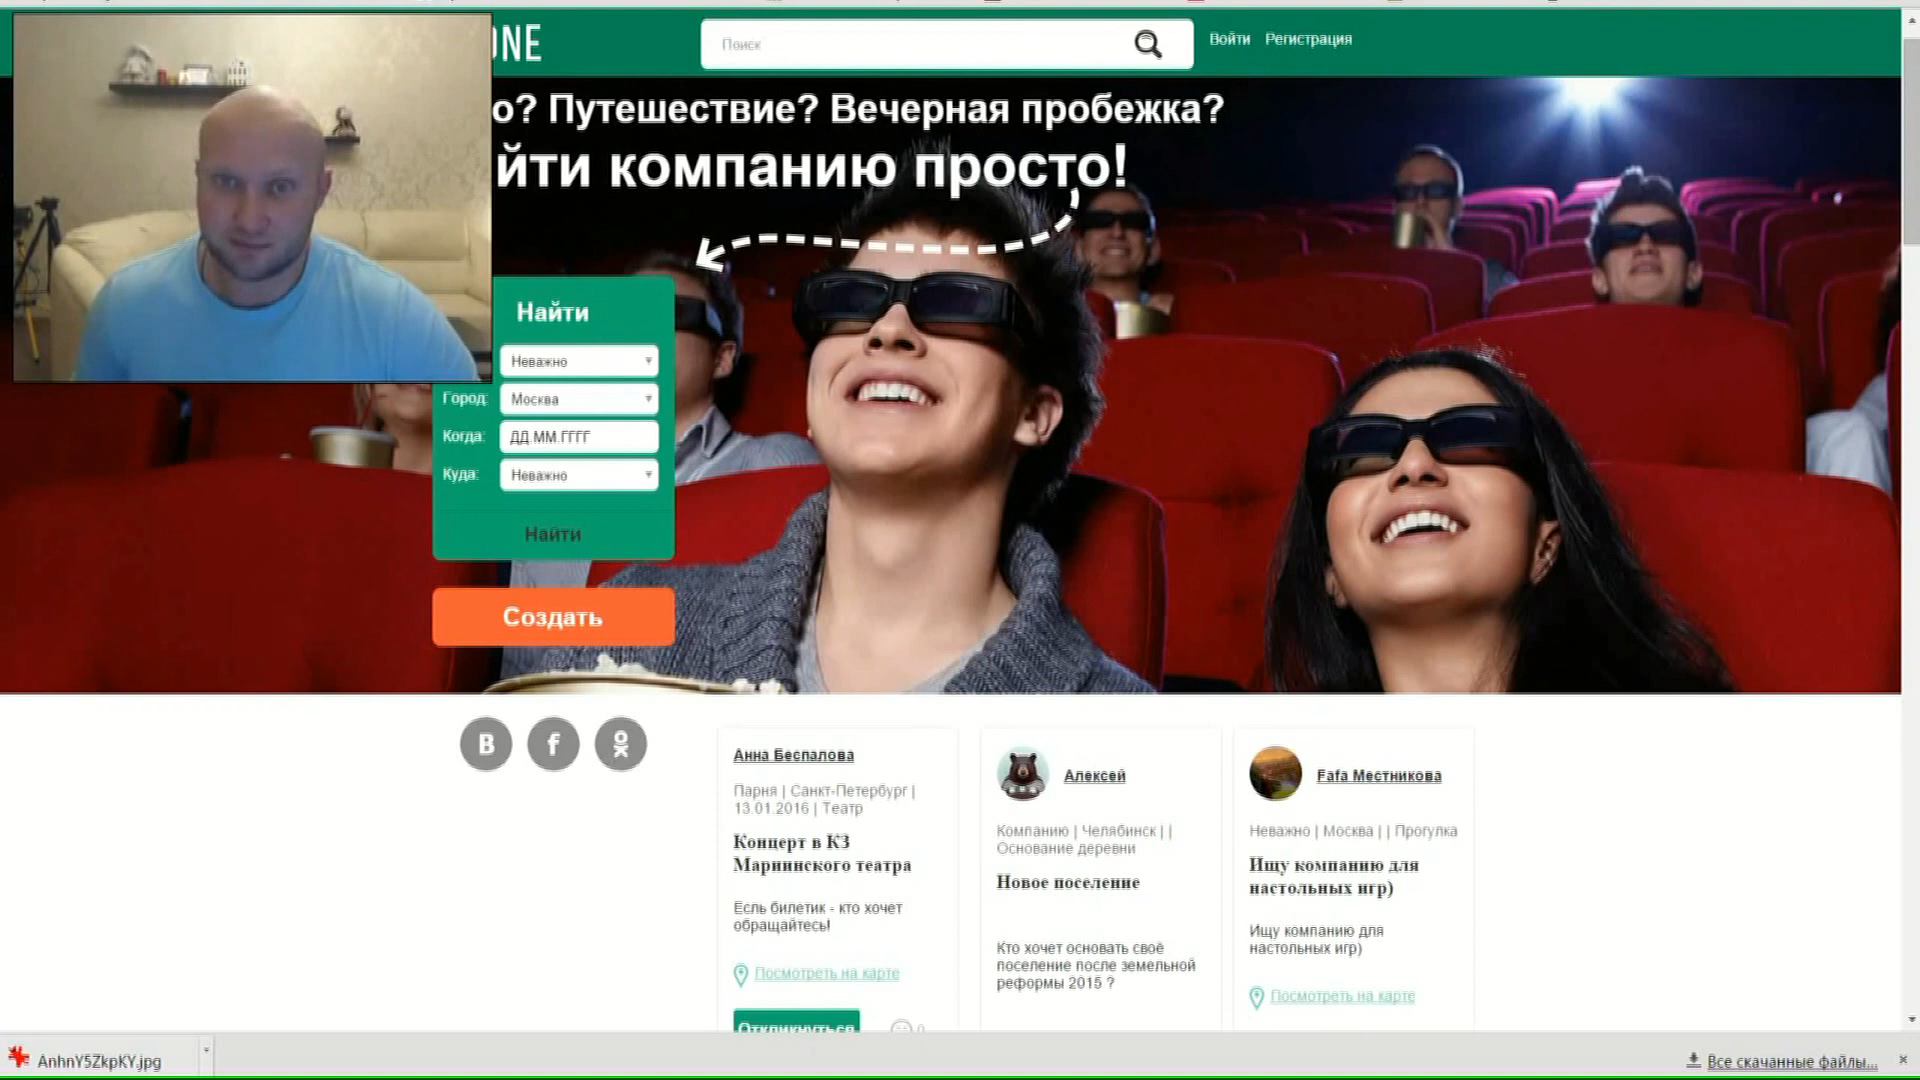 ONE
Поиск
Войти
Регистрация
о? Путешествие? Вечерная пробежка?
йти компанию просто!
Найти
Неважно
Город:
Москва
Когда:
ДД.ММ.ГГГГ
Куда:
Неважно
Найти
Создать
B
f
Анна Беспалова
Парня | Санкт-Петербург |
13.01.2016 | Театр
Концерт в КЗ
Мариинского театра
Есль билетик - кто хочет
обращайтесь!
Посмотреть на карте
Откликнуться
0
Алексей
Компанию | Челябинск | |
Основание деревни
Новое поселение
Кто хочет основать своё
поселение после земельной
реформы 2015 ?
Fafa Местникова
Неважно | Москва | | Прогулка
Ищу компанию для
настольных игр)
Ищу компанию для
настольных игр)
Посмотреть на карте
AnhnY5ZkpKY.jpg
Все скачанные файлы...